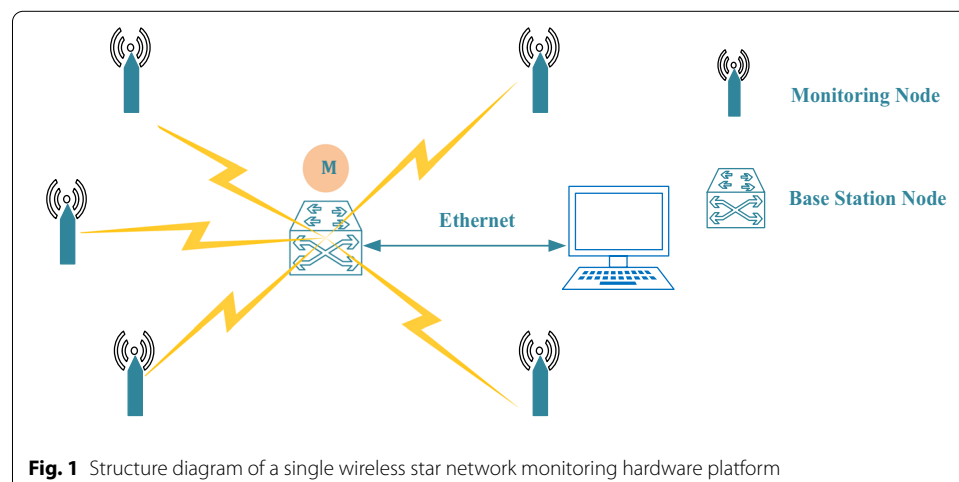 Monitoring Node
M
Base Station Node
Ethernet
Fig. 1 Structure diagram of a single wireless star network monitoring hardware platform